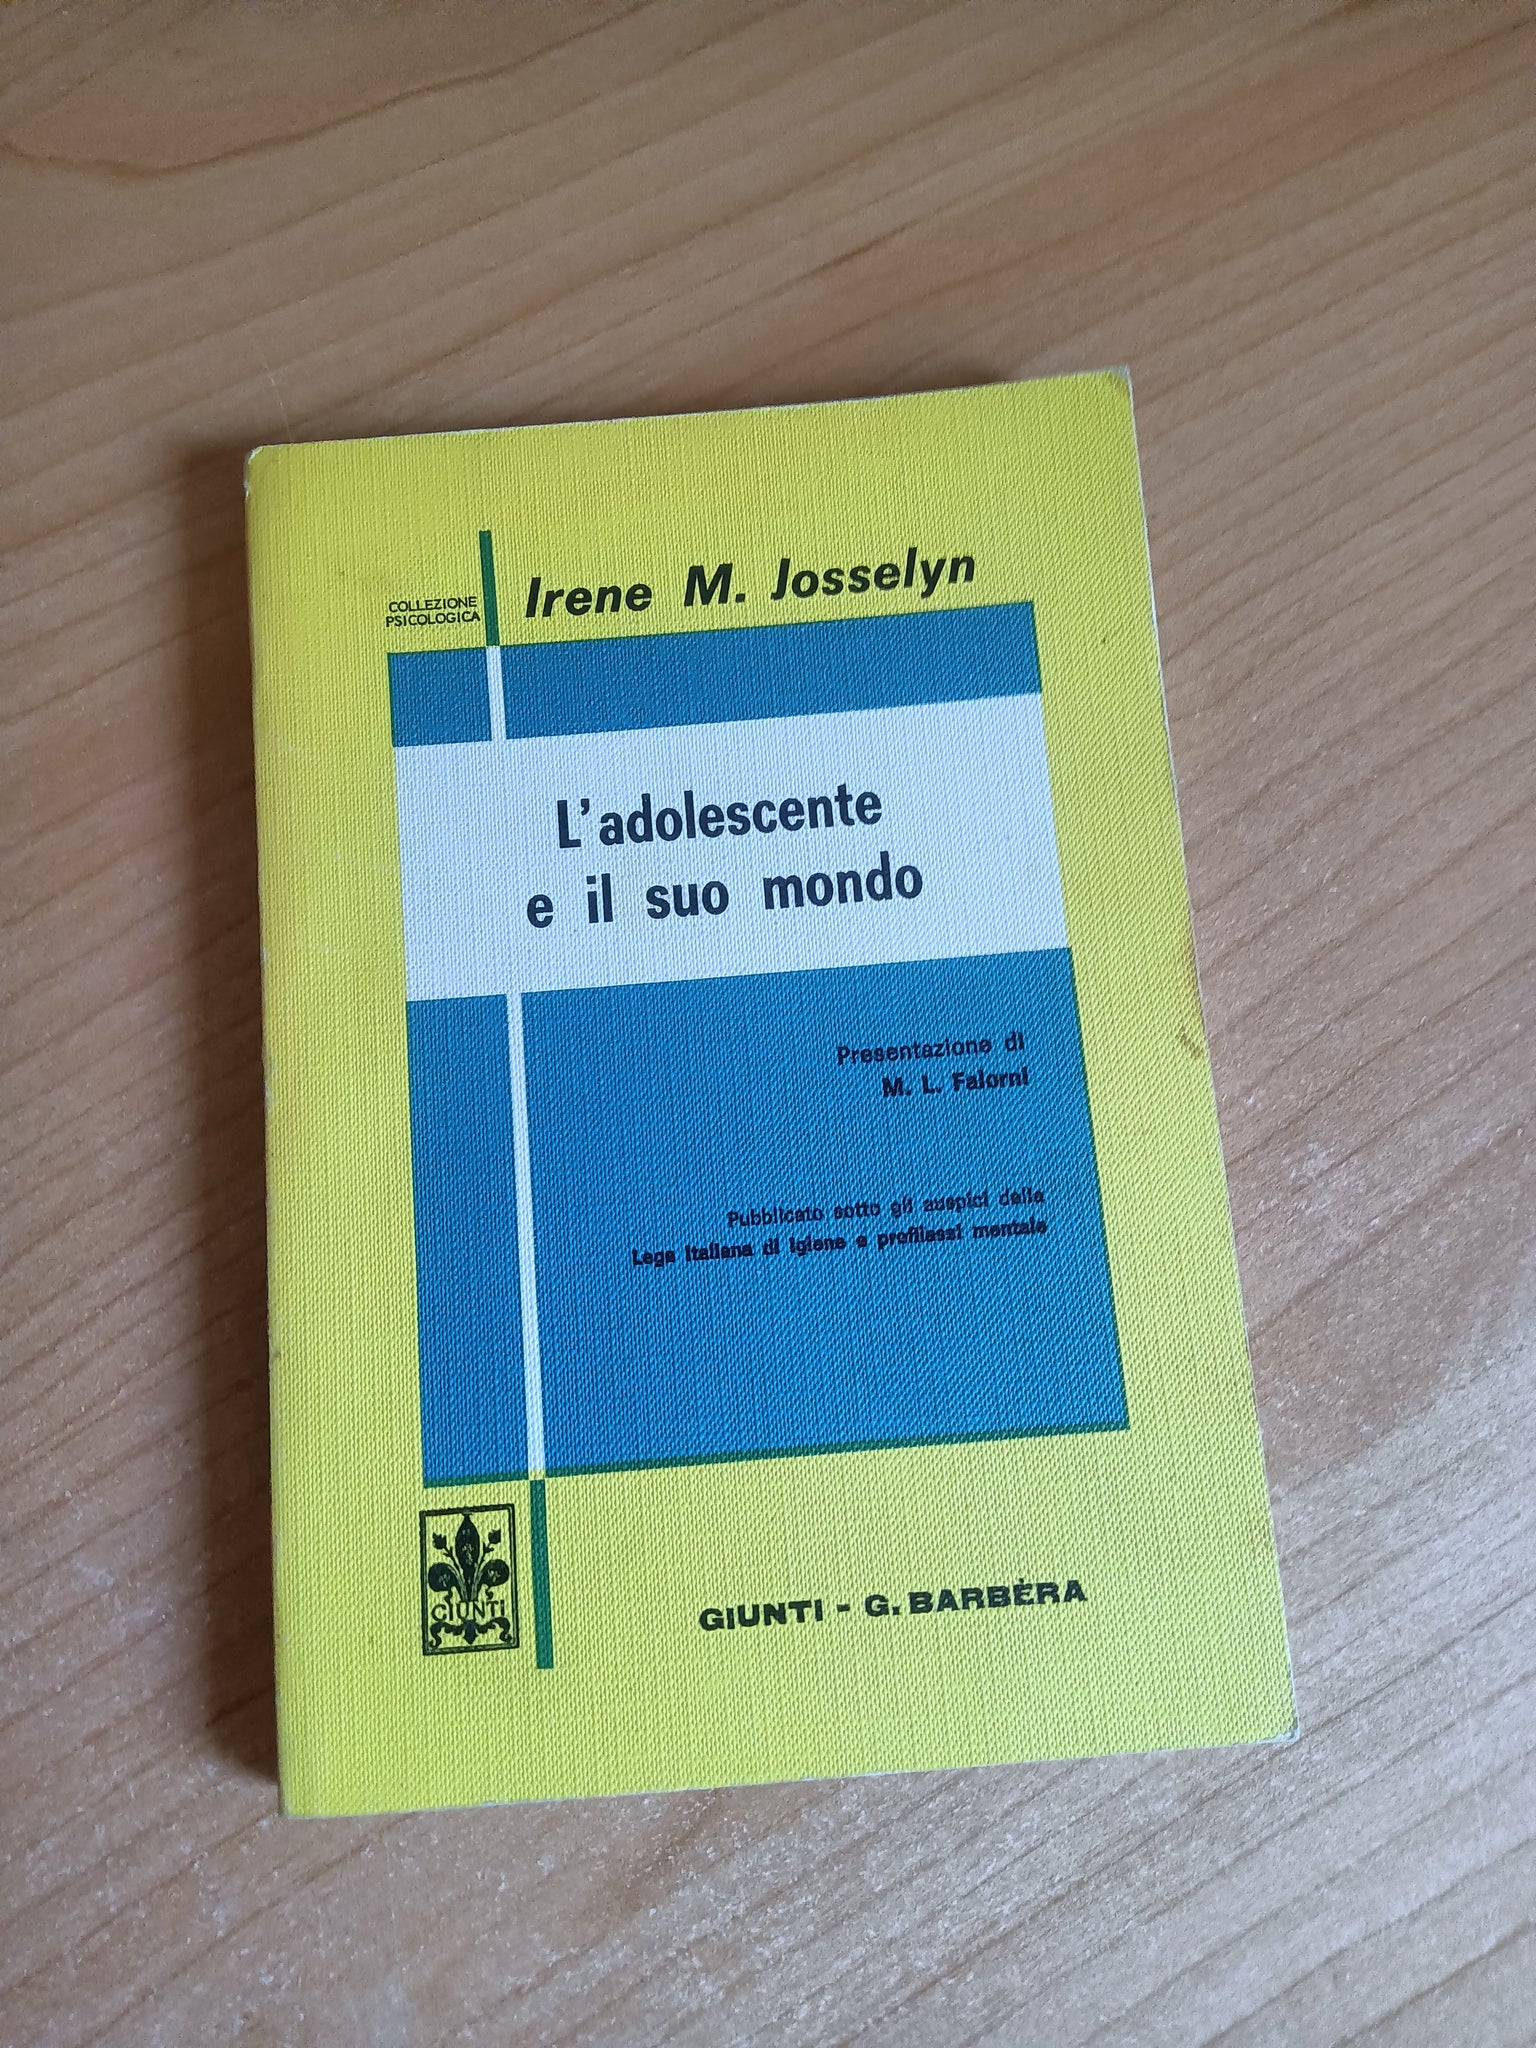 COLLEZIONE
PSICOLOGICA
Irene M. Josselyn
L'adolescente
e il suo mondo
Presentazione di
M. L. Falorni
Pubblicato sotto gli auspici della
Lega Italiana di Igiene e profilassi mentale
GIUNTI
GIUNTI - G. BARBÈRA